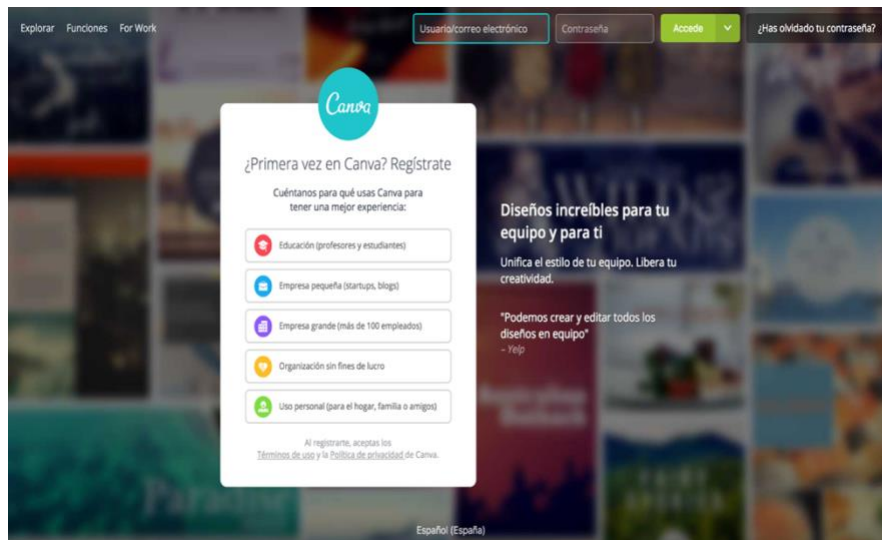 Explorar Funciones For Work
Usuario/correo electrónico Contraseña Accede ¿Has olvidado tu contraseña?
Canva
¿Primera vez en Canva? Regístrate
Cuéntanos para qué usas Canva para
tener una mejor experiencia:
Educación (profesores y estudiantes)
Empresa pequeña (startups, blogs)
Empresa grande (más de 100 empleados)
Organización sin fines de lucro
Uso personal (para el hogar, familia o amigos)
Al registrarte, aceptas los
Términos de uso y la Política de privacidad de Canva.
Diseños increíbles para tu
equipo y para ti
Unifica el estilo de tu equipo. Libera tu
creatividad.
"Podemos crear y editar todos los
diseños en equipo"
– Yelp
Paradise
Español (España)